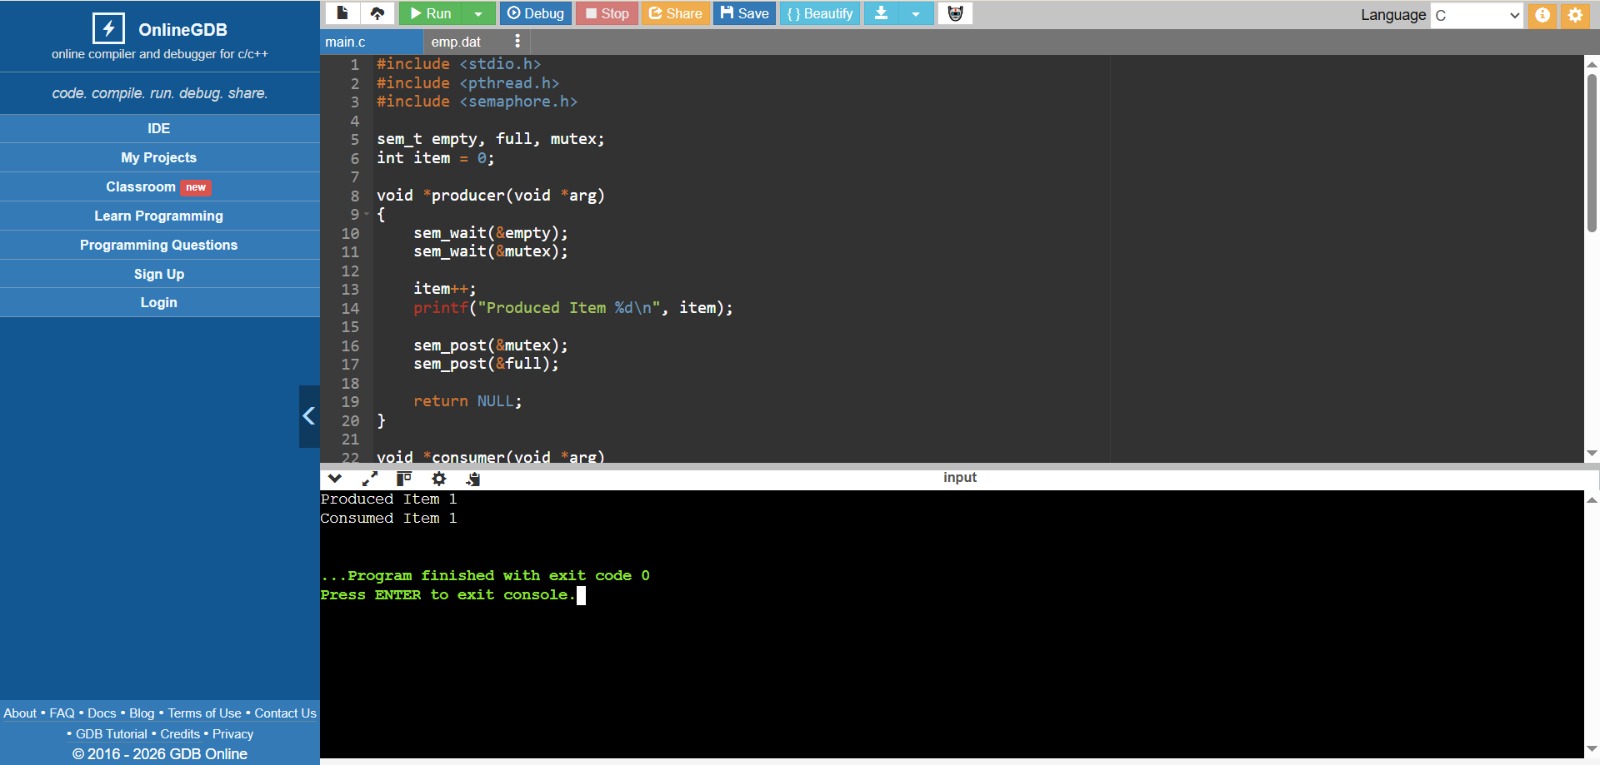 OnlineGDB
online compiler and debugger for c/c++
code. compile. run. debug. share.
IDE
My Projects
Classroom new
Learn Programming
Programming Questions
Sign Up
Login
About • FAQ • Docs • Blog • Terms of Use • Contact Us
• GDB Tutorial • Credits • Privacy
© 2016 - 2026 GDB Online
Run Debug Stop Share Save { } Beautify Language C
main.c emp.dat
1 #include <stdio.h>
2 #include <pthread.h>
3 #include <semaphore.h>
4
5 sem_t empty, full, mutex;
6 int item = 0;
7
8 void *producer(void *arg)
9 {
10     sem_wait(&empty);
11     sem_wait(&mutex);
12
13     item++;
14     printf("Produced Item %d\n", item);
15
16     sem_post(&mutex);
17     sem_post(&full);
18
19     return NULL;
20 }
21
22 void *consumer(void *arg)
input
Produced Item 1
Consumed Item 1
...Program finished with exit code 0
Press ENTER to exit console.